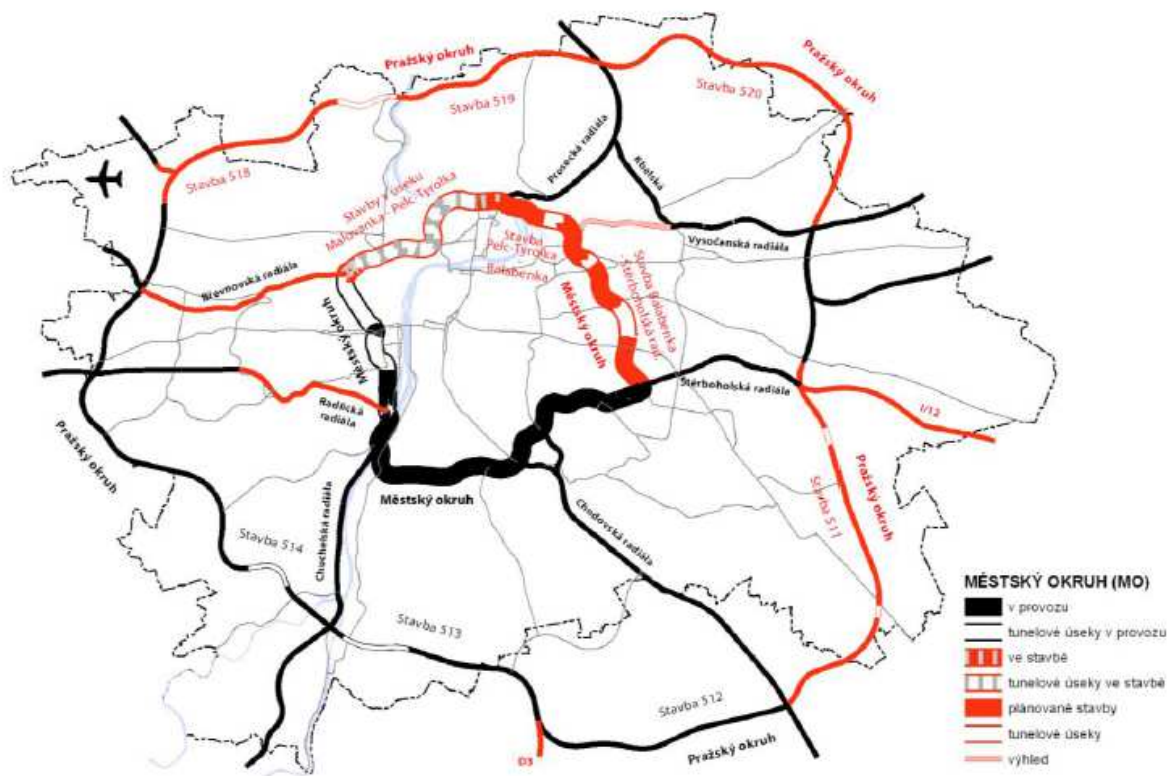 Pražský okruh
Stavba 519
Pražský okruh
Stavba 520
Prosecká radiála
Kbelská
Stavba 518
Stavby v úseku
Malovanka - Pelc-Tyrolka
Stavba
Pelc-Tyrolka
Balabenka
Vysočanská radiála
Stavba Balabenka
- Štěrboholská rad.
Břevnovská radiála
Městský okruh
Městský okruh
Štěrboholská radiála
I/12
Radlická
radiála
Pražský okruh
Městský okruh
Pražský okruh
Stavba 511
Chodovská radiála
Stavba 514
Chuchelská radiála
Stavba 513
Stavba 512
Pražský okruh
D3
MĚSTSKÝ OKRUH (MO)
v provozu
tunelové úseky v provozu
ve stavbě
tunelové úseky ve stavbě
plánované stavby
tunelové úseky
výhled